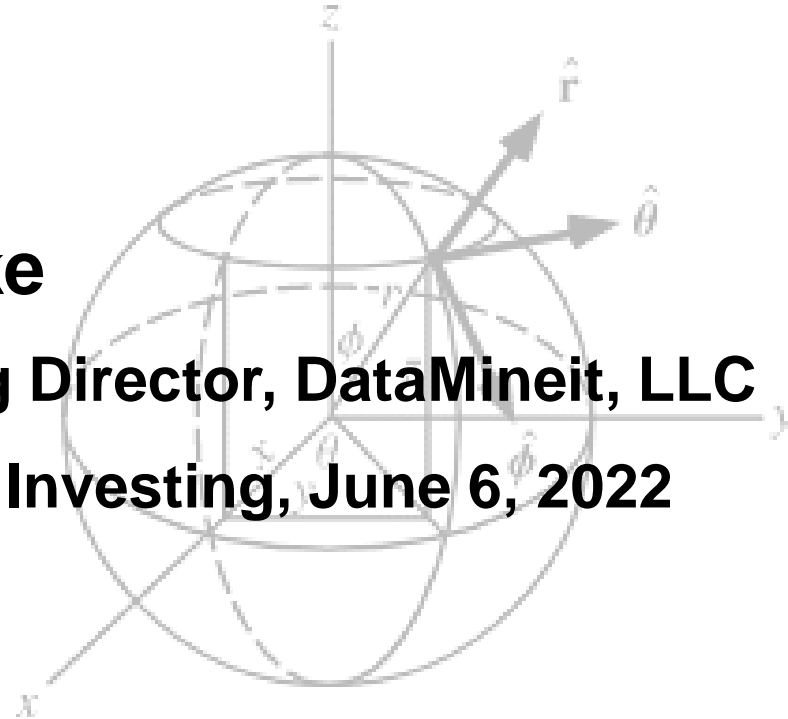 z
r̂
θ̂
ke
r
ϕ
g Director, DataMineit, LLC
y
x θ ϕ̂
Investing, June 6, 2022
y
x